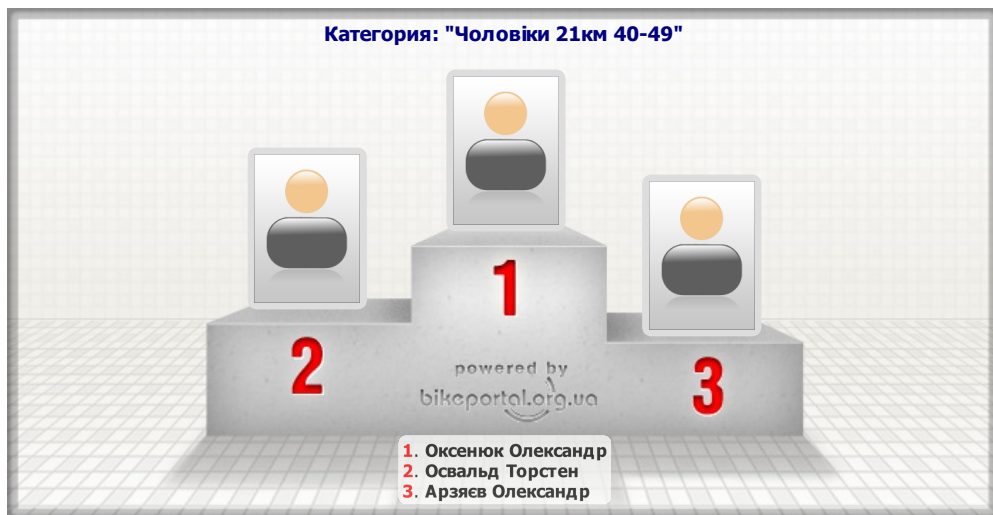 Категория: "Чоловіки 21км 40-49"
1
2
3
powered by
bikeportal.org.ua
1. Оксенюк Олександр
2. Освальд Торстен
3. Арзяєв Олександр